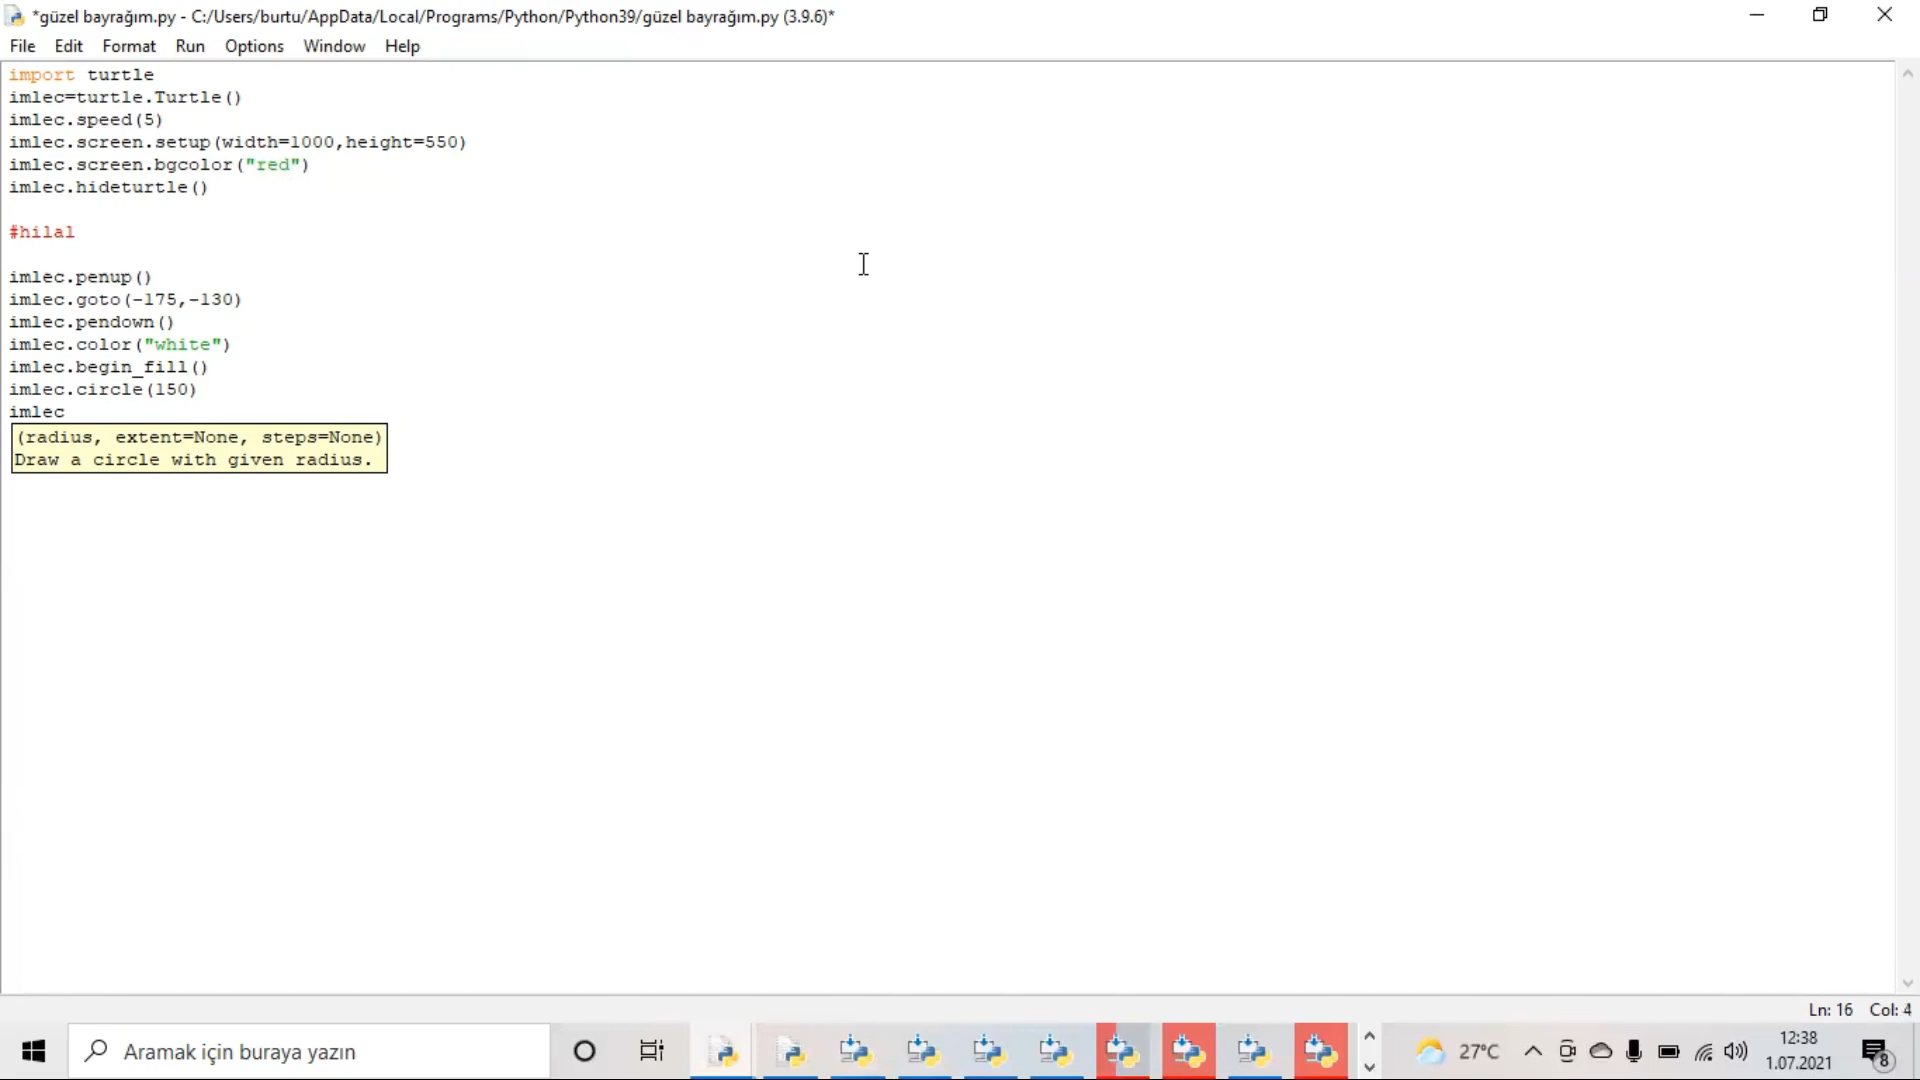 *güzel bayrağım.py - C:/Users/burtu/AppData/Local/Programs/Python/Python39/güzel bayrağım.py (3.9.6)*
File Edit Format Run Options Window Help
import turtle
imlec=turtle.Turtle()
imlec.speed(5)
imlec.screen.setup(width=1000,height=550)
imlec.screen.bgcolor("red")
imlec.hideturtle()
#hilal
imlec.penup()
imlec.goto(-175,-130)
imlec.pendown()
imlec.color("white")
imlec.begin_fill()
imlec.circle(150)
imlec
(radius, extent=None, steps=None)
Draw a circle with given radius.
Ln: 16 Col: 4
Aramak için buraya yazın
27°C
12:38
1.07.2021
8